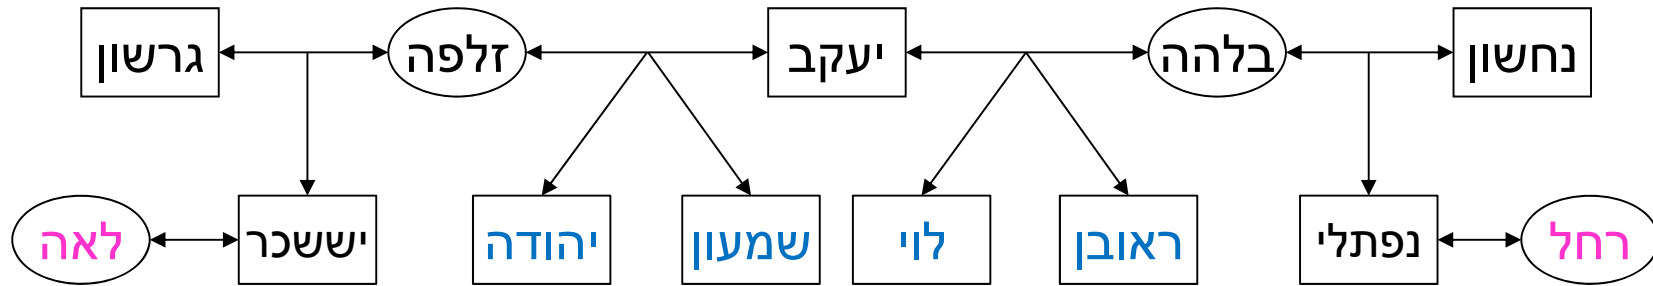 נחשון
בלהה
יעקב
זלפה
גרשון
רחל
נפתלי
ראובן
לוי
שמעון
יהודה
יששכר
לאה